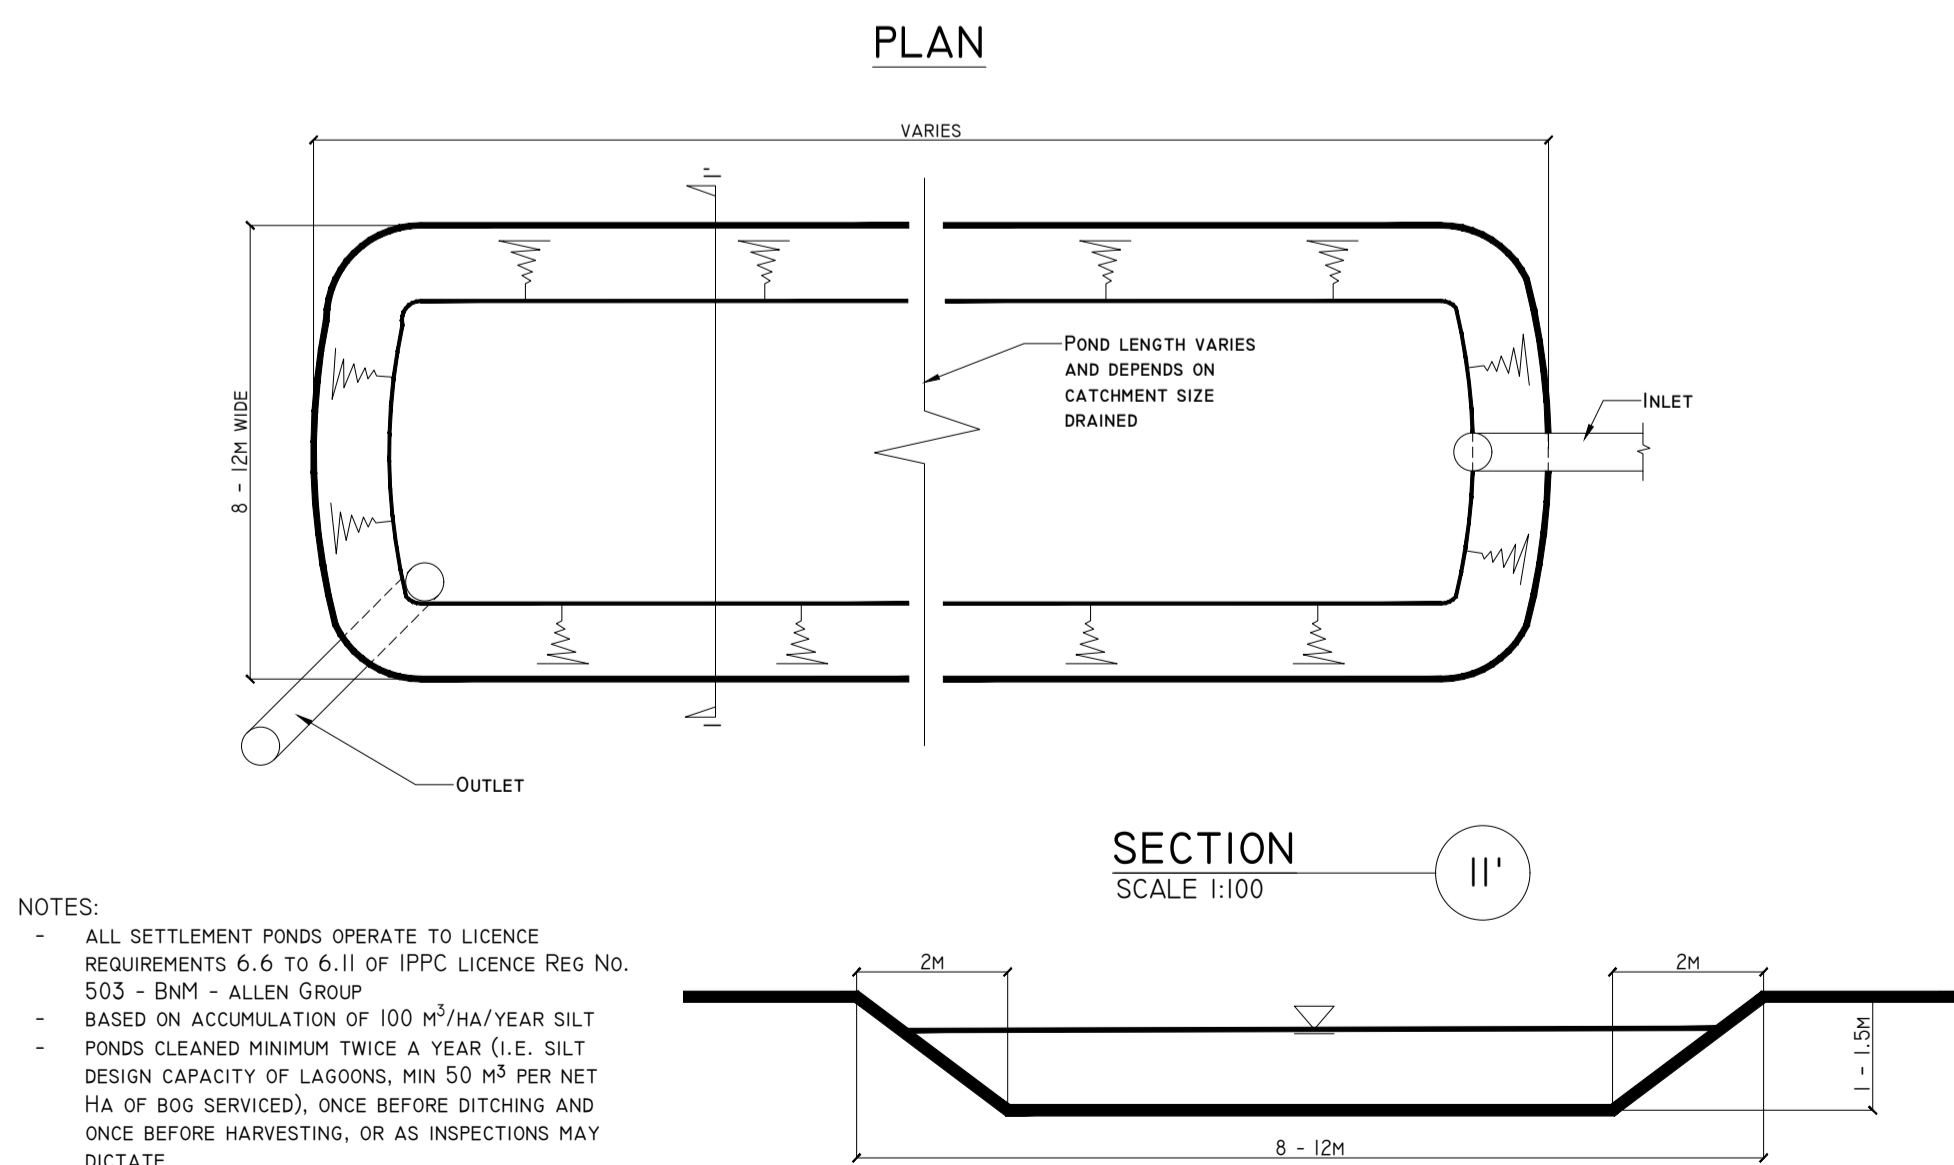 PLAN
VARIES
I'
8 - 12M WIDE
POND LENGTH VARIES
AND DEPENDS ON
CATCHMENT SIZE
DRAINED
INLET
I
OUTLET
SECTION
SCALE 1:100
II'
NOTES:
- ALL SETTLEMENT PONDS OPERATE TO LICENCE
REQUIREMENTS 6.6 TO 6.11 OF IPPC LICENCE REG NO.
503 - BNM - ALLEN GROUP
- BASED ON ACCUMULATION OF 100 M³/HA/YEAR SILT
- PONDS CLEANED MINIMUM TWICE A YEAR (I.E. SILT
DESIGN CAPACITY OF LAGOONS, MIN 50 M³ PER NET
HA OF BOG SERVICED), ONCE BEFORE DITCHING AND
ONCE BEFORE HARVESTING, OR AS INSPECTIONS MAY
DICTATE
2M
2M
1 - 1.5M
8 - 12M